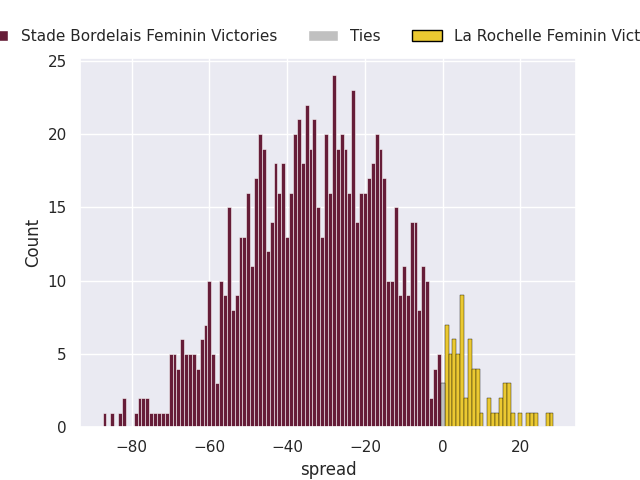 Stade Bordelais Feminin Victories Ties La Rochelle Feminin Vict
25
20
15
10
5
0
Count
−80 −60 −40 −20 0 20
spread